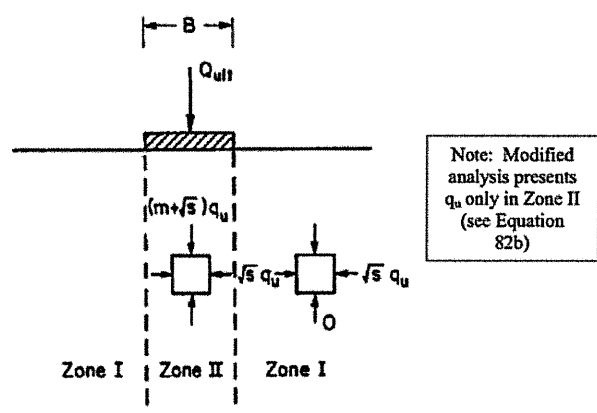 B
Qult
Note: Modified
analysis presents
qu only in Zone II
(see Equation
82b)
(m+√s)qu
√s qu
√s qu
O
Zone I
Zone II
Zone I